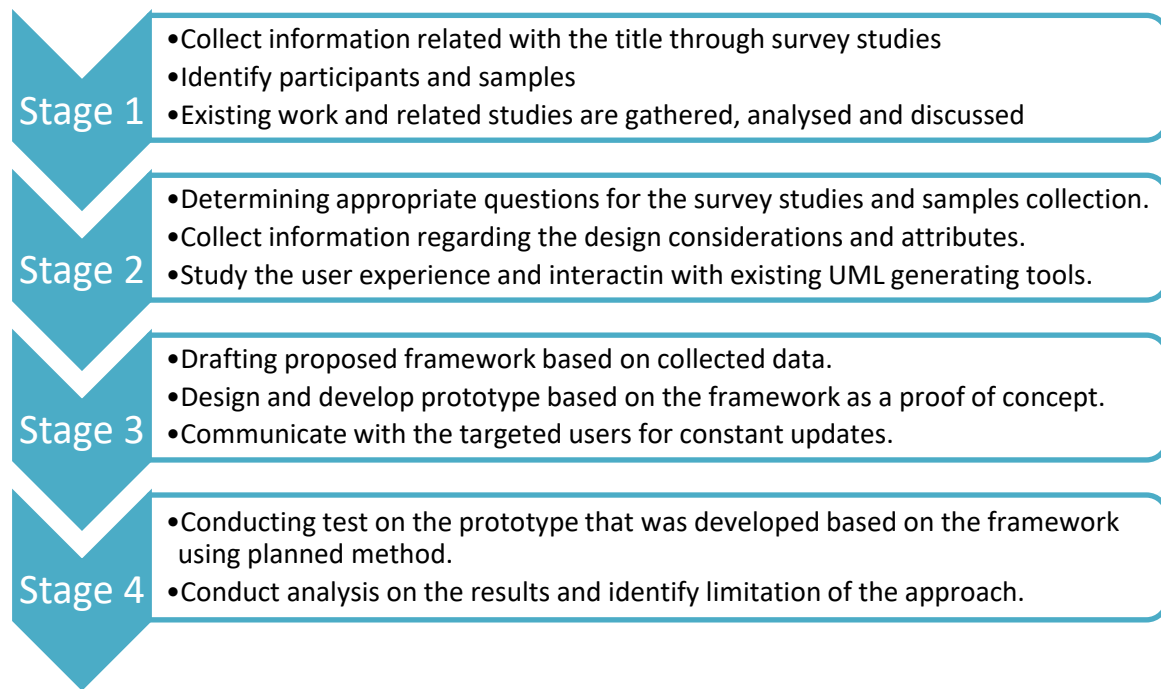 Stage 1
•Collect information related with the title through survey studies
•Identify participants and samples
•Existing work and related studies are gathered, analysed and discussed
Stage 2
•Determining appropriate questions for the survey studies and samples collection.
•Collect information regarding the design considerations and attributes.
•Study the user experience and interactin with existing UML generating tools.
Stage 3
•Drafting proposed framework based on collected data.
•Design and develop prototype based on the framework as a proof of concept.
•Communicate with the targeted users for constant updates.
Stage 4
•Conducting test on the prototype that was developed based on the framework
using planned method.
•Conduct analysis on the results and identify limitation of the approach.